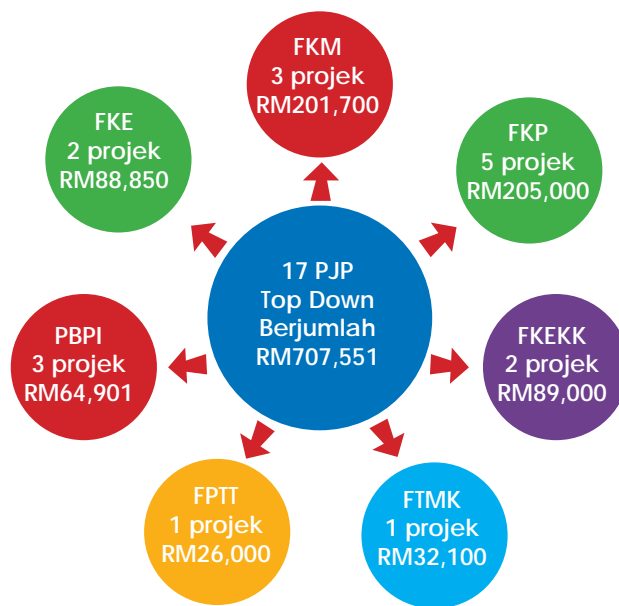 FKM
3 projek
RM201,700
FKE
2 projek
RM88,850
FKP
5 projek
RM205,000
17 PJP
Top Down
Berjumlah
RM707,551
PBPI
3 projek
RM64,901
FKEKK
2 projek
RM89,000
FPTT
1 projek
RM26,000
FTMK
1 projek
RM32,100